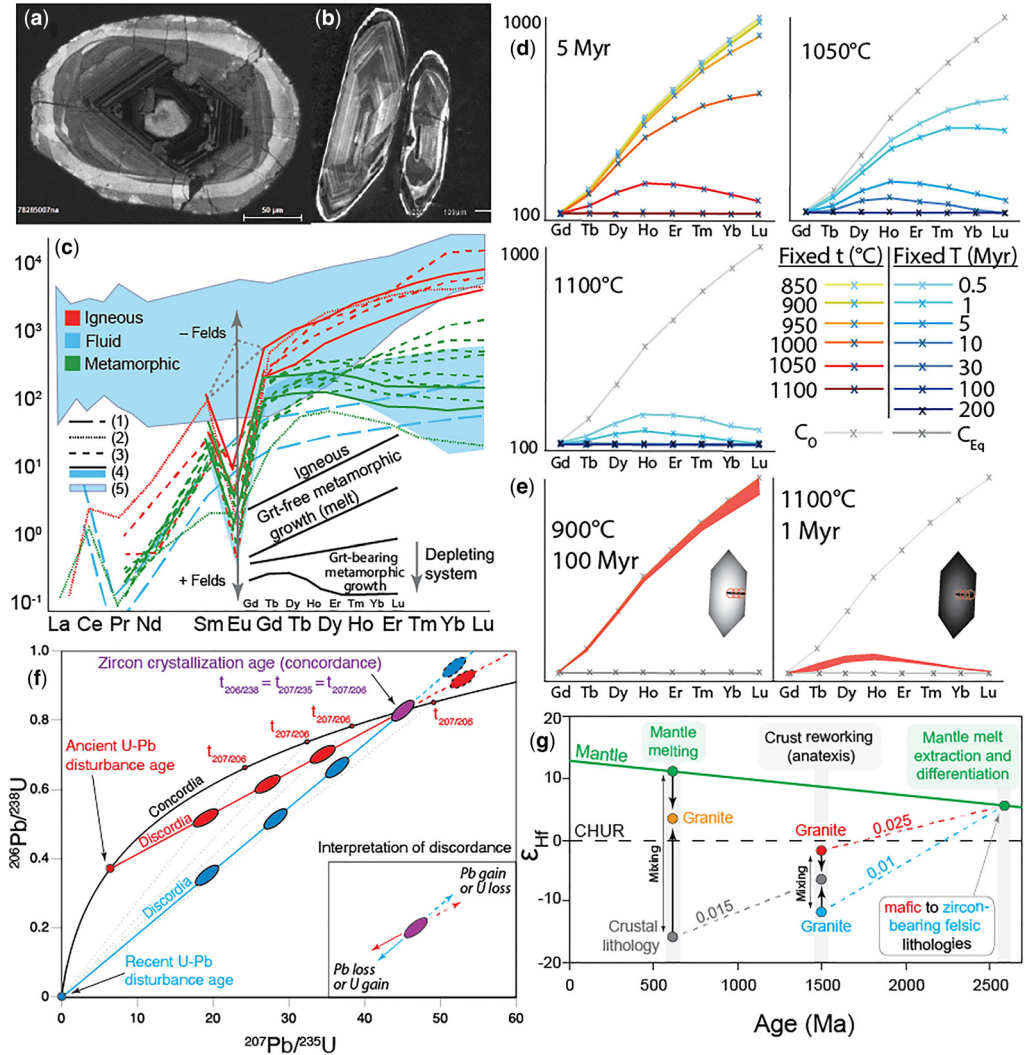 (a)
78285007na
50 µm
(b)
100µm
(c)
10⁴
10³
10²
10¹
10⁰
10⁻¹
Igneous
Fluid
Metamorphic
(1)
(2)
(3)
(4)
(5)
– Felds
+ Felds
Igneous
Grt-free metamorphic
growth (melt)
Grt-bearing
metamorphic
growth
Depleting
system
Gd Tb Dy Ho Er Tm Yb Lu
La Ce Pr Nd Sm Eu Gd Tb Dy Ho Er Tm Yb Lu
(d)
1000
5 Myr
100
Gd Tb Dy Ho Er Tm Yb Lu
1050°C
Gd Tb Dy Ho Er Tm Yb Lu
1000
1100°C
100
Gd Tb Dy Ho Er Tm Yb Lu
Fixed t (°C)
850
900
950
1000
1050
1100
C₀
Fixed T (Myr)
0.5
1
5
10
30
100
200
C_Eq
(e)
900°C
100 Myr
Gd Tb Dy Ho Er Tm Yb Lu
1100°C
1 Myr
Gd Tb Dy Ho Er Tm Yb Lu
(f)
1.0
0.8
0.6
0.4
0.2
0
0 10 20 30 40 50 60
²⁰⁶Pb/²³⁸U
²⁰⁷Pb/²³⁵U
Zircon crystallization age (concordance)
t206/238 = t207/235 = t207/206
t207/206
t207/206
t207/206
t207/206
Ancient U-Pb
disturbance age
Concordia
Discordia
Discordia
Recent U-Pb
disturbance age
Interpretation of discordance
Pb gain
or U loss
Pb loss
or U gain
(g)
20
10
0
-10
-20
εHf
0 500 1000 1500 2000 2500
Age (Ma)
Mantle
Mantle
melting
Crust reworking
(anatexis)
Mantle melt
extraction and
differentiation
CHUR
Granite
Mixing
Crustal
lithology
0.015
Granite
Mixing
Granite
0.025
0.01
mafic to zircon-
bearing felsic
lithologies